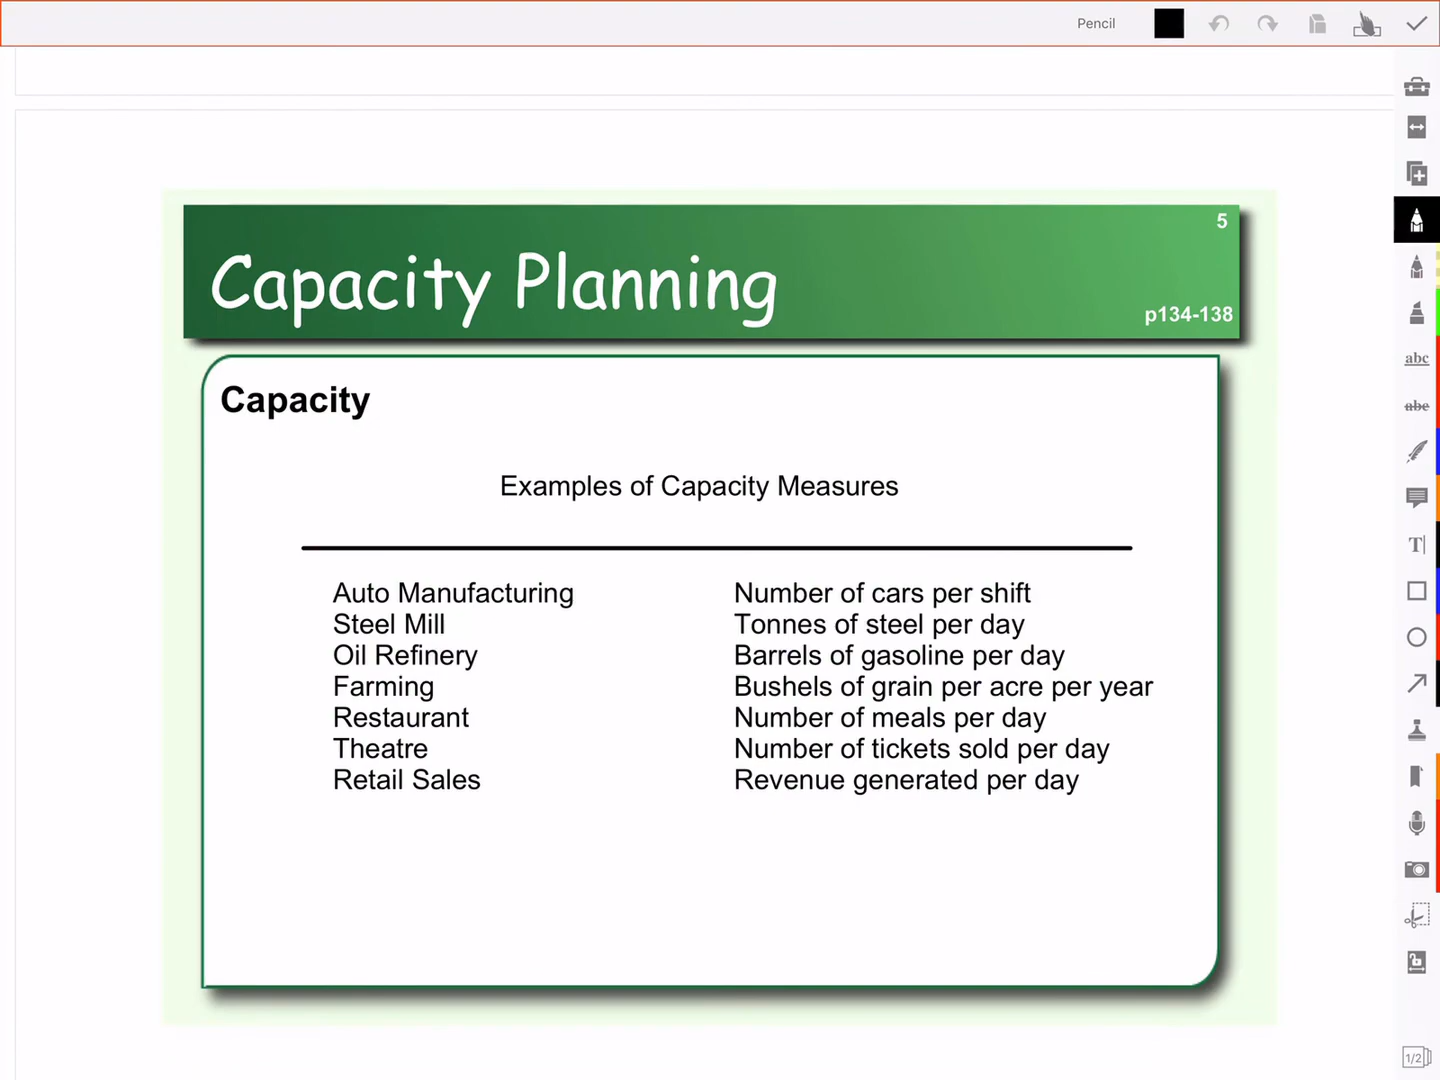 Pencil
5
Capacity Planning
p134-138
Capacity
Examples of Capacity Measures
Auto Manufacturing Number of cars per shift
Steel Mill Tonnes of steel per day
Oil Refinery Barrels of gasoline per day
Farming Bushels of grain per acre per year
Restaurant Number of meals per day
Theatre Number of tickets sold per day
Retail Sales Revenue generated per day
abc
abc
T
1/2